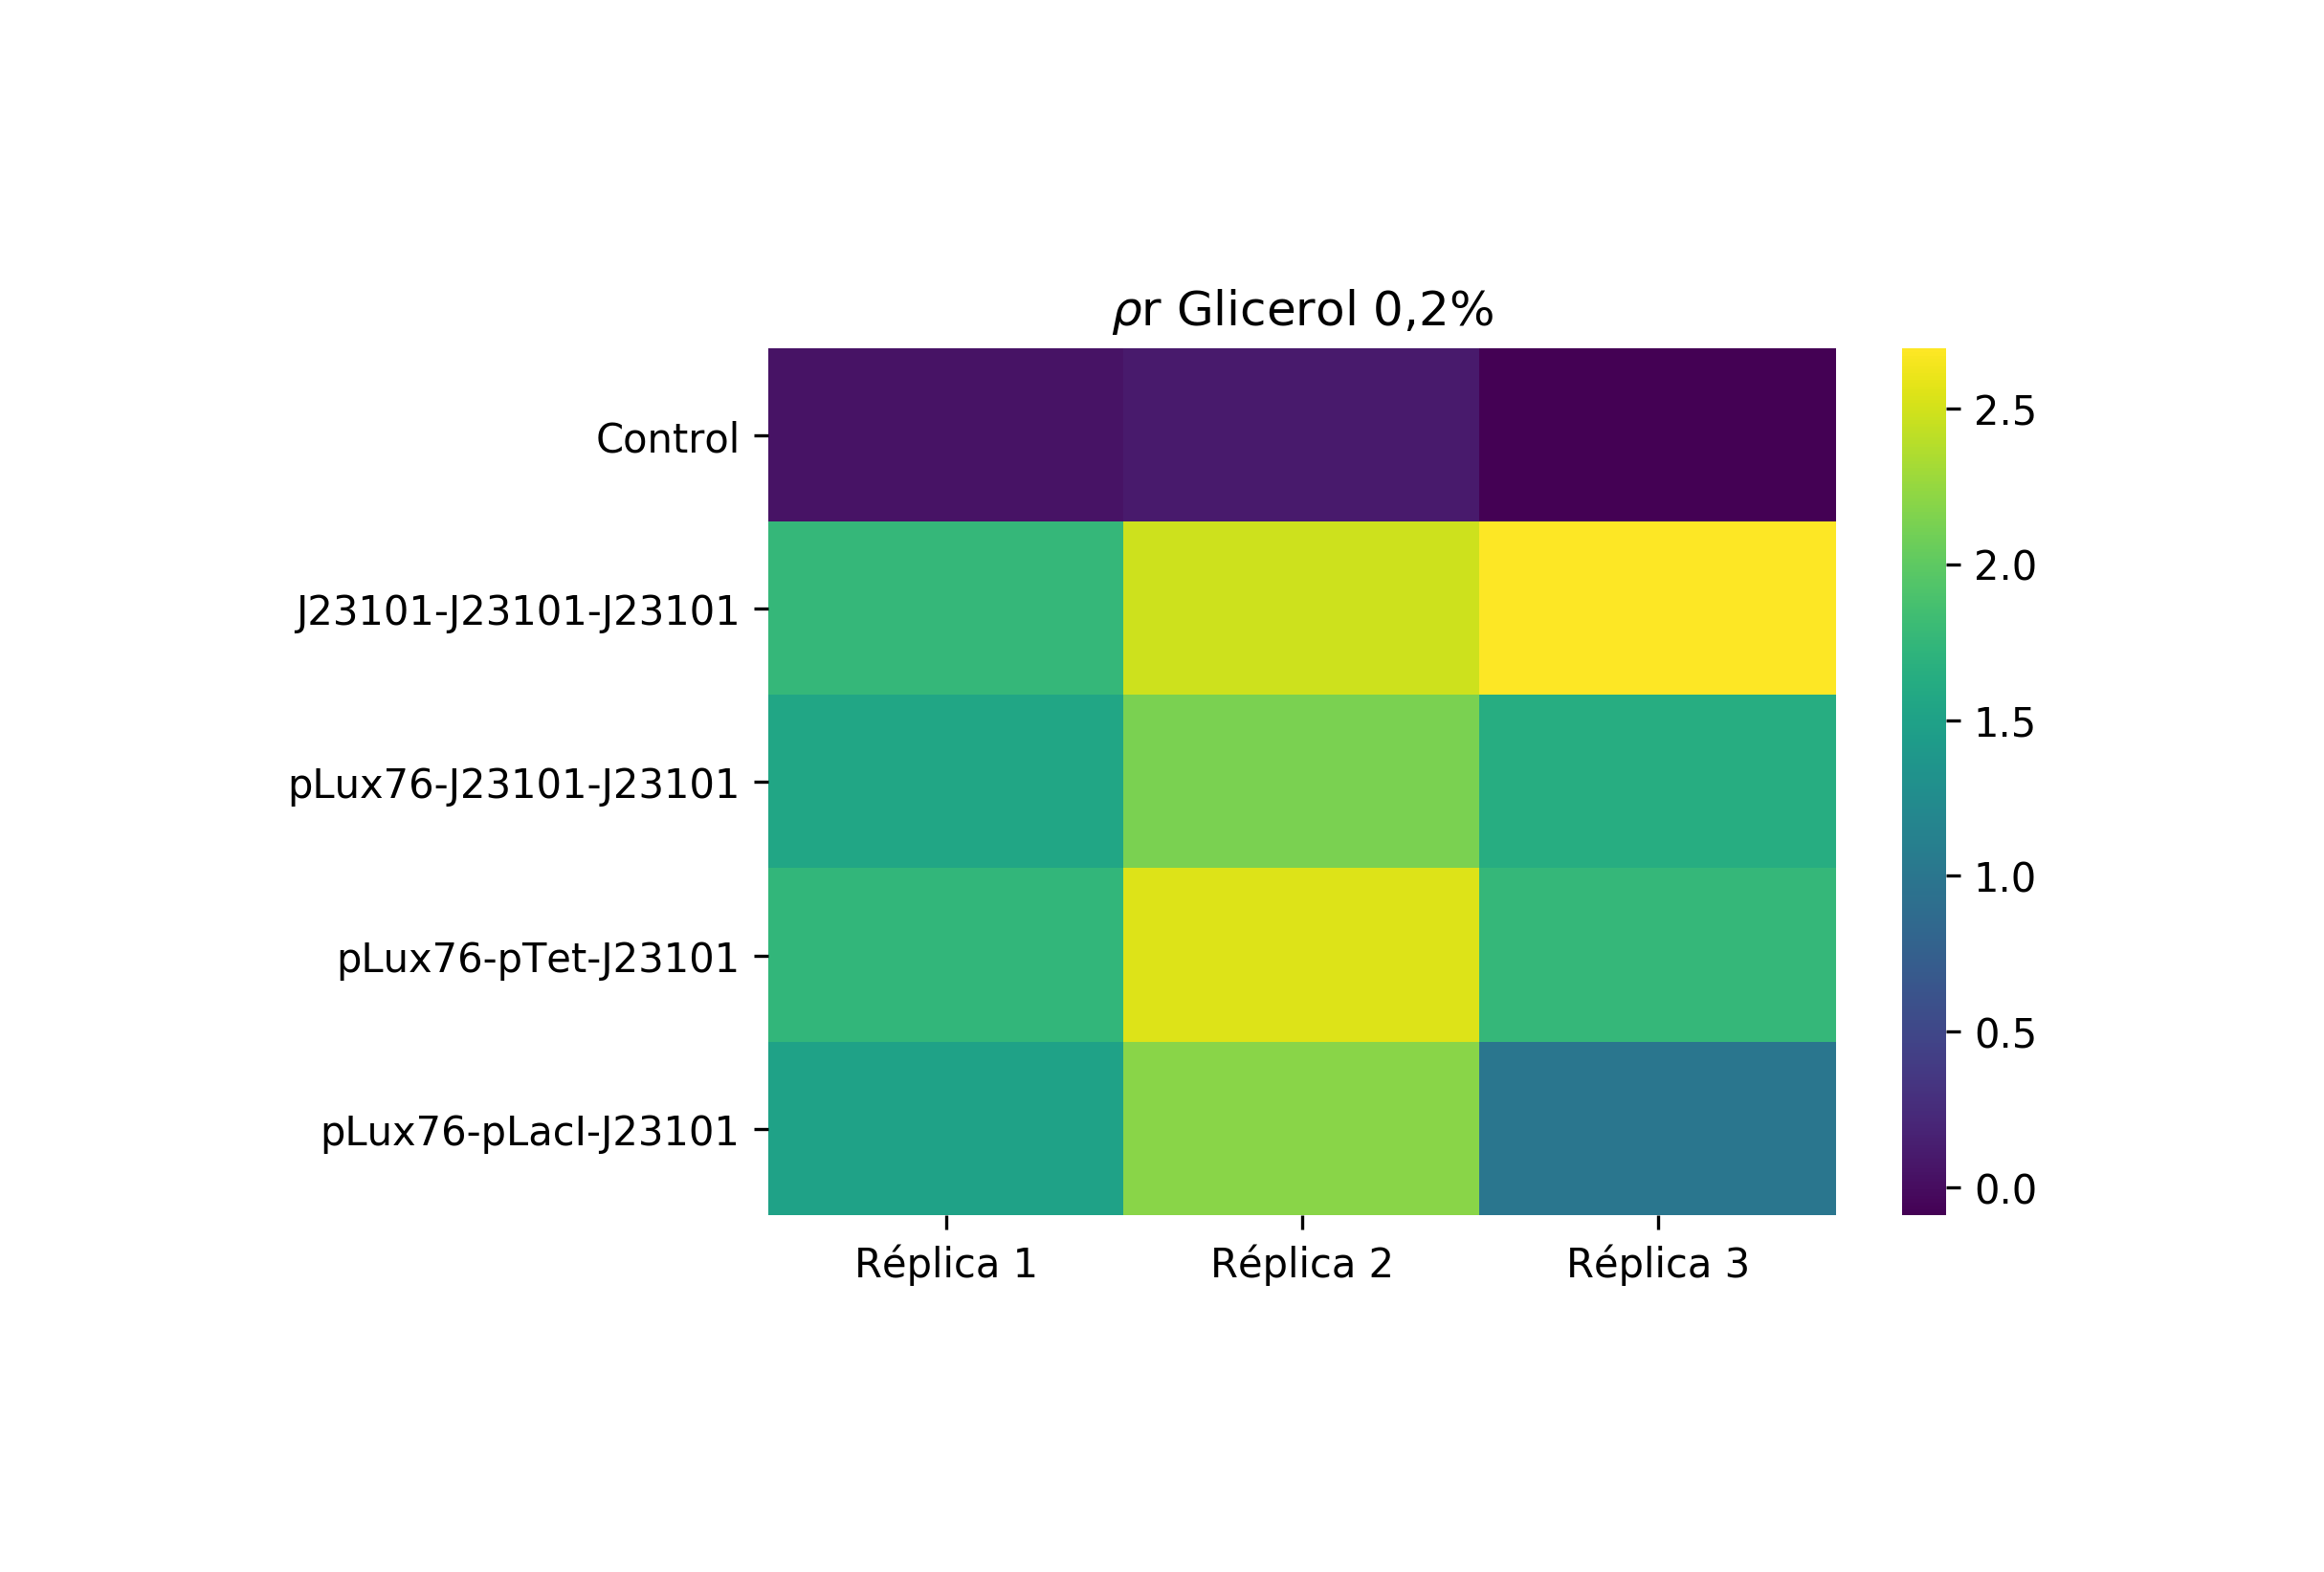 ρr Glicerol 0,2%
Control
J23101-J23101-J23101
pLux76-J23101-J23101
pLux76-pTet-J23101
pLux76-pLacI-J23101
Réplica 1
Réplica 2
Réplica 3
2.5
2.0
1.5
1.0
0.5
0.0